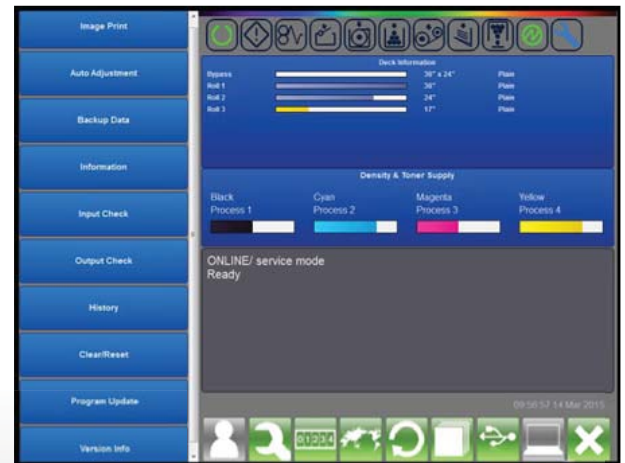 Image Print
Auto Adjustment
Backup Data
Information
Input Check
Output Check
History
Clear/Reset
Program Update
Version Info
Deck Information
Bypass 36" x 24" Plain
Roll 1 36" Plain
Roll 2 24" Plain
Roll 3 17" Plain
Density & Toner Supply
Black Cyan Magenta Yellow
Process 1 Process 2 Process 3 Process 4
ONLINE/ service mode
Ready
09:56:57 14 Mar 2015
01234